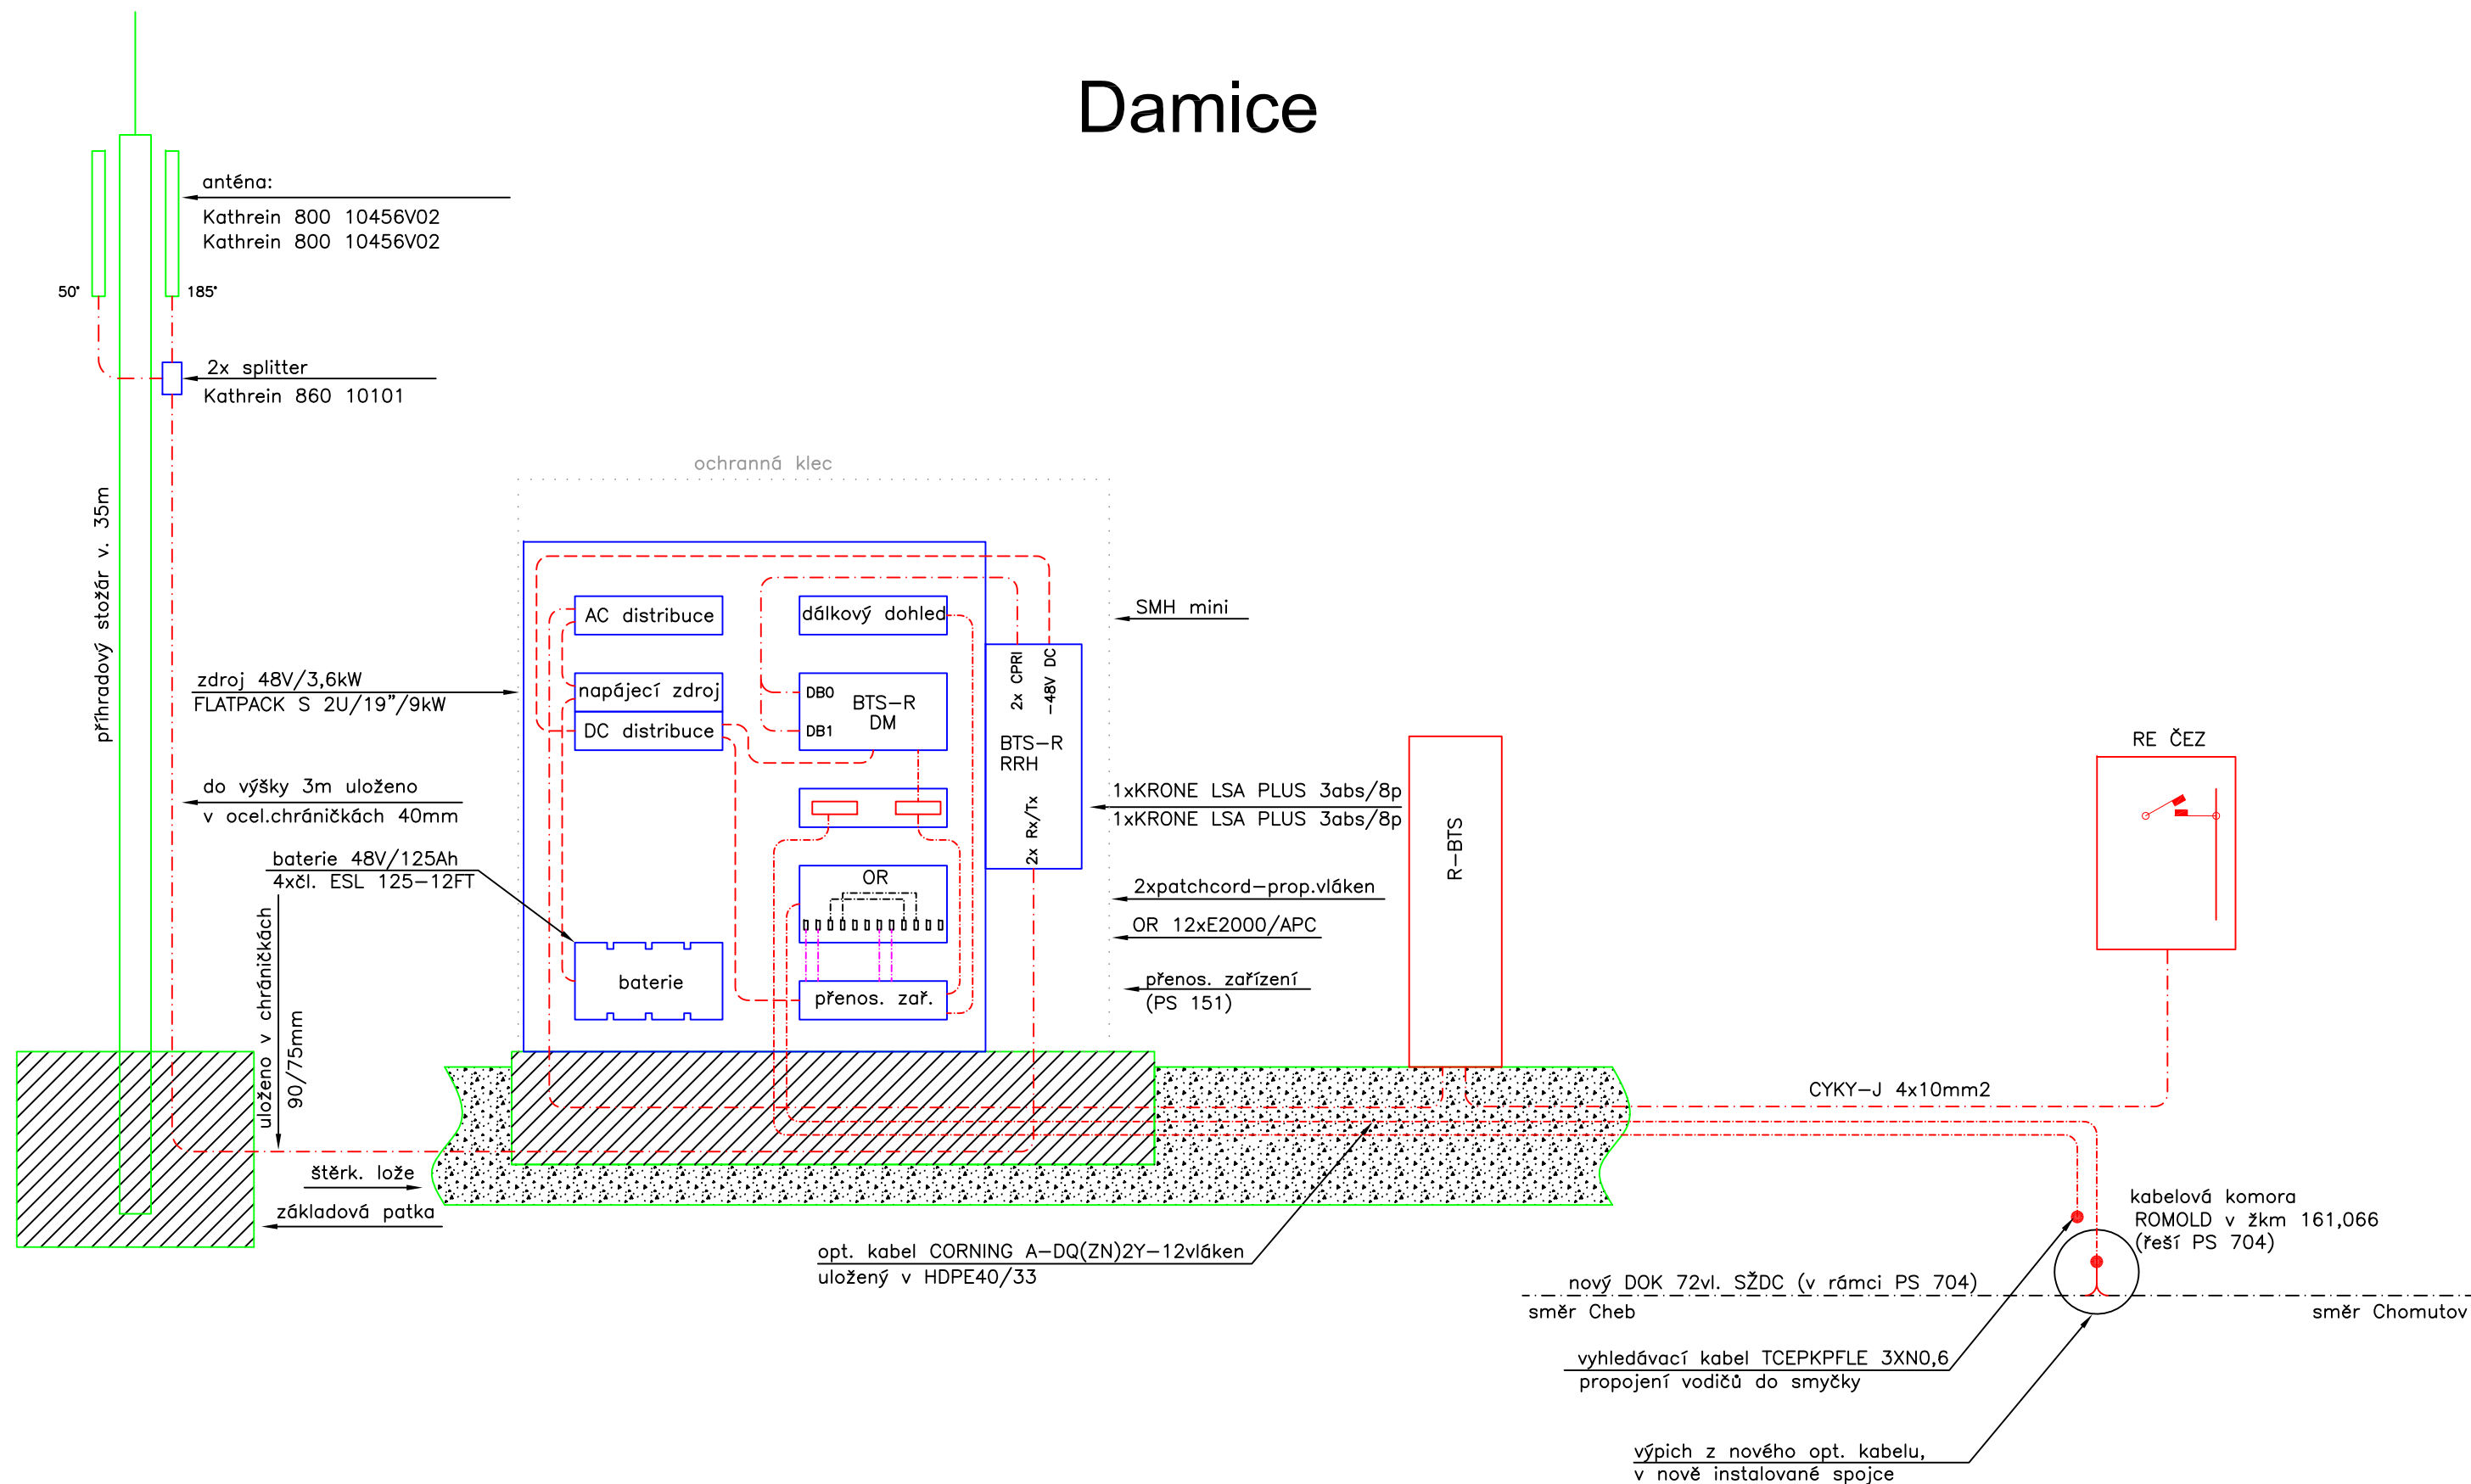 Damice
anténa:
Kathrein 800 10456V02
Kathrein 800 10456V02
50°
185°
2x splitter
Kathrein 860 10101
příhradový stožár v. 35m
ochranná klec
zdroj 48V/3,6kW
FLATPACK S 2U/19"/9kW
do výšky 3m uloženo
v ocel.chráničkách 40mm
baterie 48V/125Ah
4xčl. ESL 125-12FT
uloženo v chráničkách
90/75mm
štěrk. lože
základová patka
AC distribuce
napájecí zdroj
DC distribuce
baterie
dálkový dohled
DB0
DB1
BTS-R
DM
OR
přenos. zař.
2x CPRI
-48V DC
BTS-R
RRH
2x Rx/Tx
SMH mini
1xKRONE LSA PLUS 3abs/8p
1xKRONE LSA PLUS 3abs/8p
2xpatchcord-prop.vláken
OR 12xE2000/APC
přenos. zařízení
(PS 151)
R-BTS
RE ČEZ
CYKY-J 4x10mm2
opt. kabel CORNING A-DQ(ZN)2Y-12vláken
uložený v HDPE40/33
kabelová komora
ROMOLD v žkm 161,066
(řeší PS 704)
nový DOK 72vl. SŽDC (v rámci PS 704)
směr Cheb
směr Chomutov
vyhledávací kabel TCEPKPFLE 3XN0,6
propojení vodičů do smyčky
výpich z nového opt. kabelu,
v nově instalované spojce